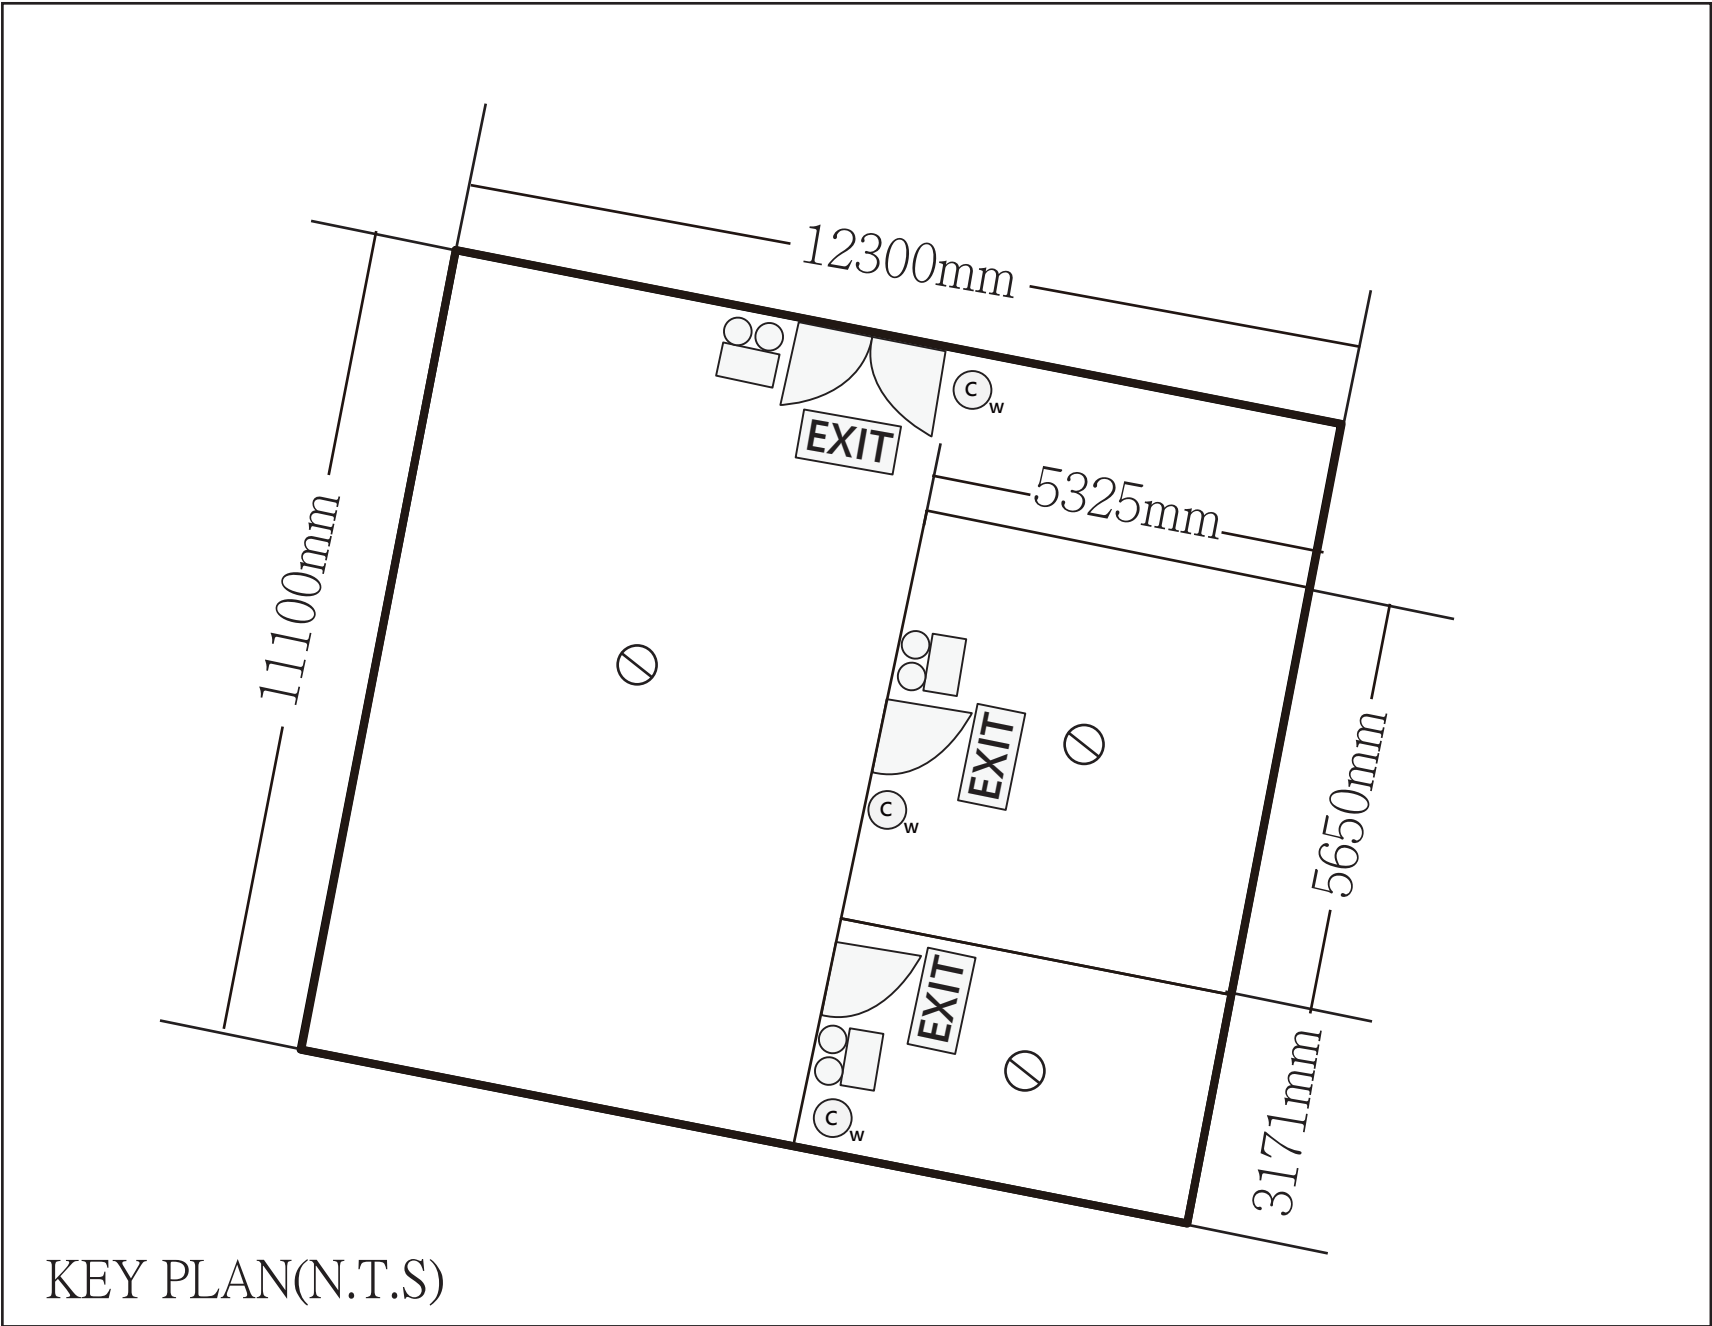 12300mm
C
W
EXIT
5325mm
11100mm
EXIT
5650mm
C
W
EXIT
3171mm
C
W
KEY PLAN(N.T.S)